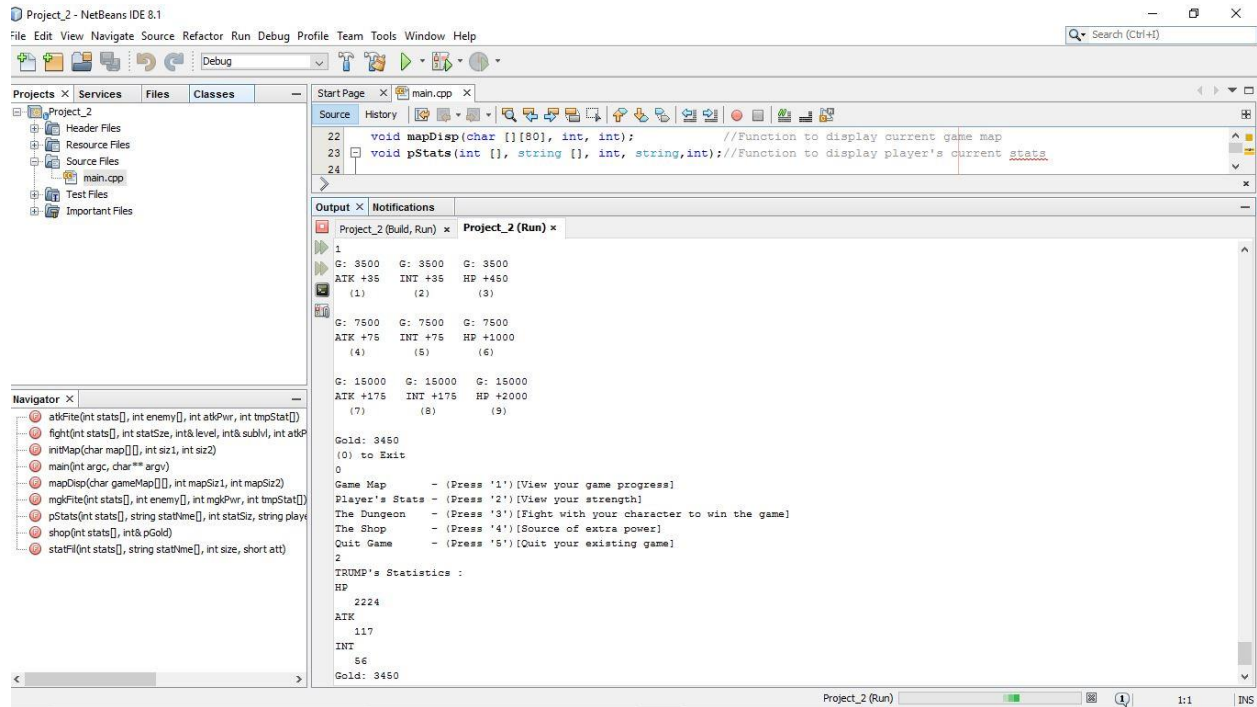 Project_2 - NetBeans IDE 8.1
File Edit View Navigate Source Refactor Run Debug Profile Team Tools Window Help
Search (Ctrl+I)
Debug
Projects Services Files Classes
Project_2
Header Files
Resource Files
Source Files
main.cpp
Test Files
Important Files
Start Page main.cpp
Source History
22 void mapDisp(char [][80], int, int); //Function to display current game map
23 void pStats(int [], string [], int, string,int);//Function to display player's current stats
24
Output Notifications
Project_2 (Build, Run) Project_2 (Run)
1
G: 3500 G: 3500 G: 3500
ATK +35 INT +35 HP +450
(1) (2) (3)
G: 7500 G: 7500 G: 7500
ATK +75 INT +75 HP +1000
(4) (5) (6)
G: 15000 G: 15000 G: 15000
ATK +175 INT +175 HP +2000
(7) (8) (9)
Gold: 3450
(0) to Exit
0
Game Map - (Press '1')[View your game progress]
Player's Stats - (Press '2')[View your strength]
The Dungeon - (Press '3')[Fight with your character to win the game]
The Shop - (Press '4')[Source of extra power]
Quit Game - (Press '5')[Quit your existing game]
2
TRUMP's Statistics :
HP
2224
ATK
117
INT
56
Gold: 3450
Navigator
atkFite(int stats[], int enemy[], int atkPwr, int tmpStat[])
fight(int stats[], int statSze, int& level, int& sublvl, int atkP
initMap(char map[][], int siz1, int siz2)
main(int argc, char** argv)
mapDisp(char gameMap[][], int mapSiz1, int mapSiz2)
mgkFite(int stats[], int enemy[], int mgkPwr, int tmpStat[])
pStats(int stats[], string statNme[], int statSiz, string playe
shop(int stats[], int& pGold)
statFil(int stats[], string statNme[], int size, short att)
Project_2 (Run)
1
1:1
INS